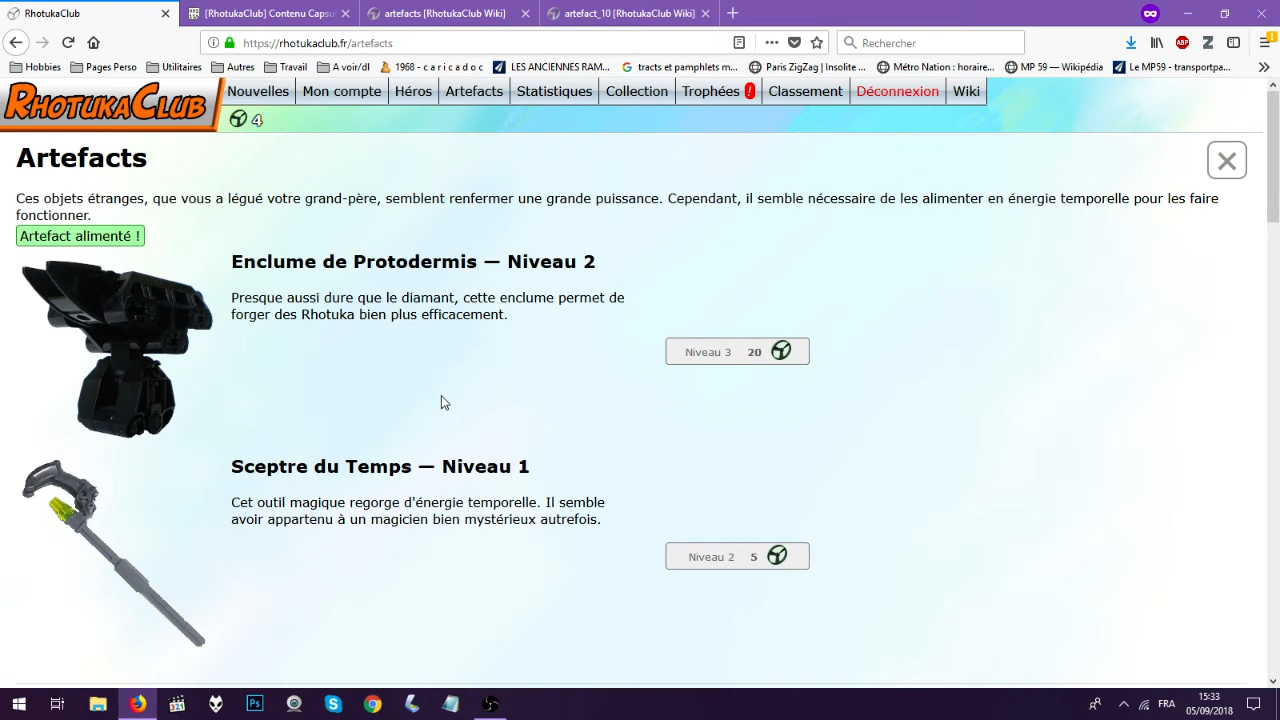 RhotukaClub
[RhotukaClub] Contenu Capsu
artefacts [RhotukaClub Wiki]
artefact_10 [RhotukaClub Wiki]
https://rhotukaclub.fr/artefacts
Rechercher
Hobbies
Pages Perso
Utilitaires
Autres
Travail
A voir/dl
1968 - c a r i c a d o c
LES ANCIENNES RAM...
tracts et pamphlets m...
Paris ZigZag | Insolite ...
Métro Nation : horaire...
MP 59 — Wikipédia
Le MP59 - transportpa...
RHOTUKACLUB
Nouvelles
Mon compte
Héros
Artefacts
Statistiques
Collection
Trophées !
Classement
Déconnexion
Wiki
4
Artefacts
Ces objets étranges, que vous a légué votre grand-père, semblent renfermer une grande puissance. Cependant, il semble nécessaire de les alimenter en énergie temporelle pour les faire
fonctionner.
Artefact alimenté !
Enclume de Protodermis — Niveau 2
Presque aussi dure que le diamant, cette enclume permet de
forger des Rhotuka bien plus efficacement.
Niveau 3 20
Sceptre du Temps — Niveau 1
Cet outil magique regorge d'énergie temporelle. Il semble
avoir appartenu à un magicien bien mystérieux autrefois.
Niveau 2 5
ABP
Ps
321
FRA
15:33
05/09/2018